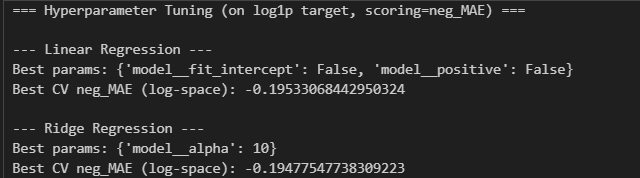 === Hyperparameter Tuning (on log1p target, scoring=neg_MAE) ===
--- Linear Regression ---
Best params: {'model__fit_intercept': False, 'model__positive': False}
Best CV neg_MAE (log-space): -0.19533068442950324
--- Ridge Regression ---
Best params: {'model__alpha': 10}
Best CV neg_MAE (log-space): -0.19477547738309223